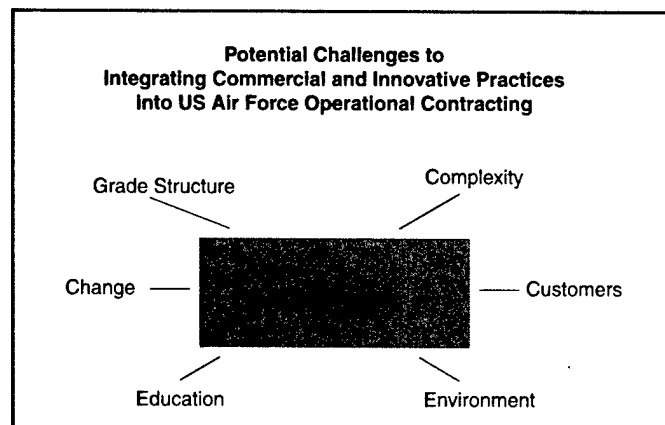 Potential Challenges to
Integrating Commercial and Innovative Practices
Into US Air Force Operational Contracting
Grade Structure
Complexity
Change
Customers
Education
Environment